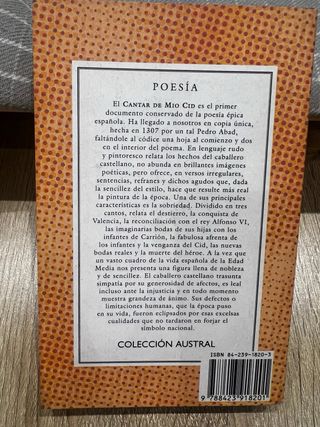 POESÍA
El CANTAR DE MIO CID es el primer
documento conservado de la poesía épica
española. Ha llegado a nosotros en copia única,
hecha en 1307 por un tal Pedro Abad,
faltándole al códice una hoja al comienzo y dos
en el interior del poema. En lenguaje rudo
y pintoresco relata los hechos del caballero
castellano, no abunda en brillantes imágenes
poéticas, pero ofrece, en versos irregulares,
sentencias, refranes y dichos agudos que, dada
la sencillez del estilo, hace que resulte más real
la pintura de la época. Una de sus principales
características es la sobriedad. Dividido en tres
cantos, relata el destierro, la conquista de
Valencia, la reconciliación con el rey Alfonso VI,
las imaginarias bodas de sus hijas con los
infantes de Carrión, la fabulosa afrenta de
los infantes y la venganza del Cid, las nuevas
bodas reales y la muerte del héroe. A la vez que
un vasto cuadro de la vida española de la Edad
Media nos presenta una figura llena de nobleza
y de sencillez. El caballero castellano trasunta
simpatía por su generosidad de afectos, es leal
incluso ante la injusticia y en todo momento
muestra grandeza de ánimo. Sus defectos o
limitaciones humanas, que la época puso
en su vida, fueron eclipsados por esas excelsas
cualidades que no tardaron en forjar el
símbolo nacional.
COLECCIÓN AUSTRAL
ISBN 84-239-1820-3
9 788423 918201